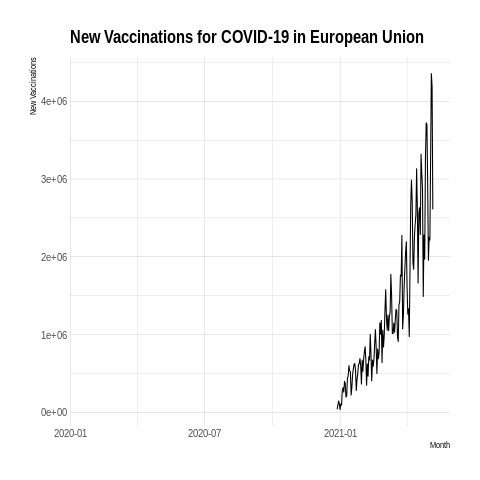 New Vaccinations for COVID-19 in European Union
New Vaccinations
4e+06
3e+06
2e+06
1e+06
0e+00
2020-01 2020-07 2021-01
Month